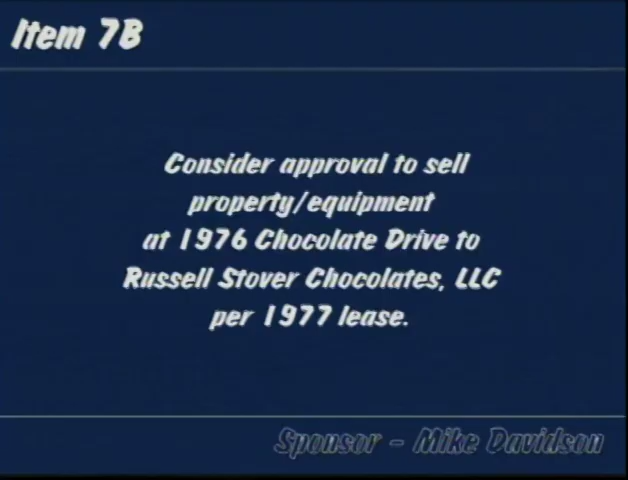 Item 7B
Consider approval to sell
property/equipment
at 1976 Chocolate Drive to
Russell Stover Chocolates, LLC
per 1977 lease.
Sponsor - Mike Davidson